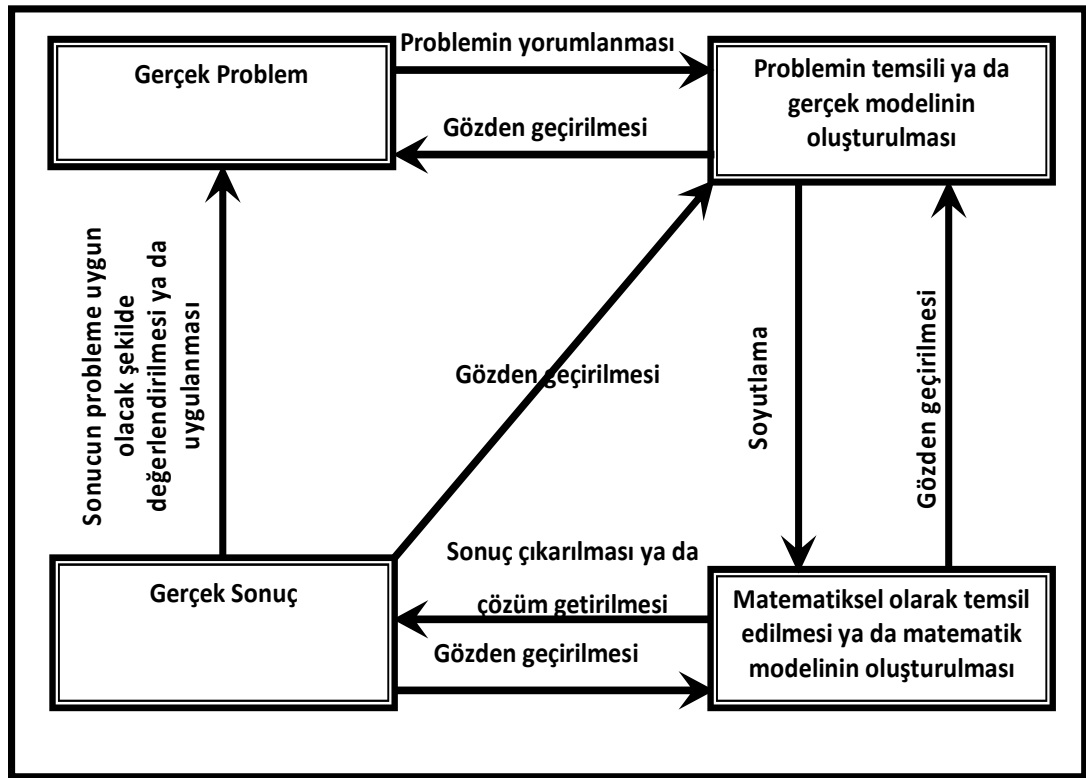 Problemin yorumlanması
Gerçek Problem
Problemin temsili ya da
gerçek modelinin
oluşturulması
Gözden geçirilmesi
Sonucun probleme uygun
olacak şekilde
değerlendirilmesi ya da
uygulanması
Gözden geçirilmesi
Soyutlama
Gözden geçirilmesi
Sonuç çıkarılması ya da
çözüm getirilmesi
Gerçek Sonuç
Matematiksel olarak temsil
edilmesi ya da matematik
modelinin oluşturulması
Gözden geçirilmesi